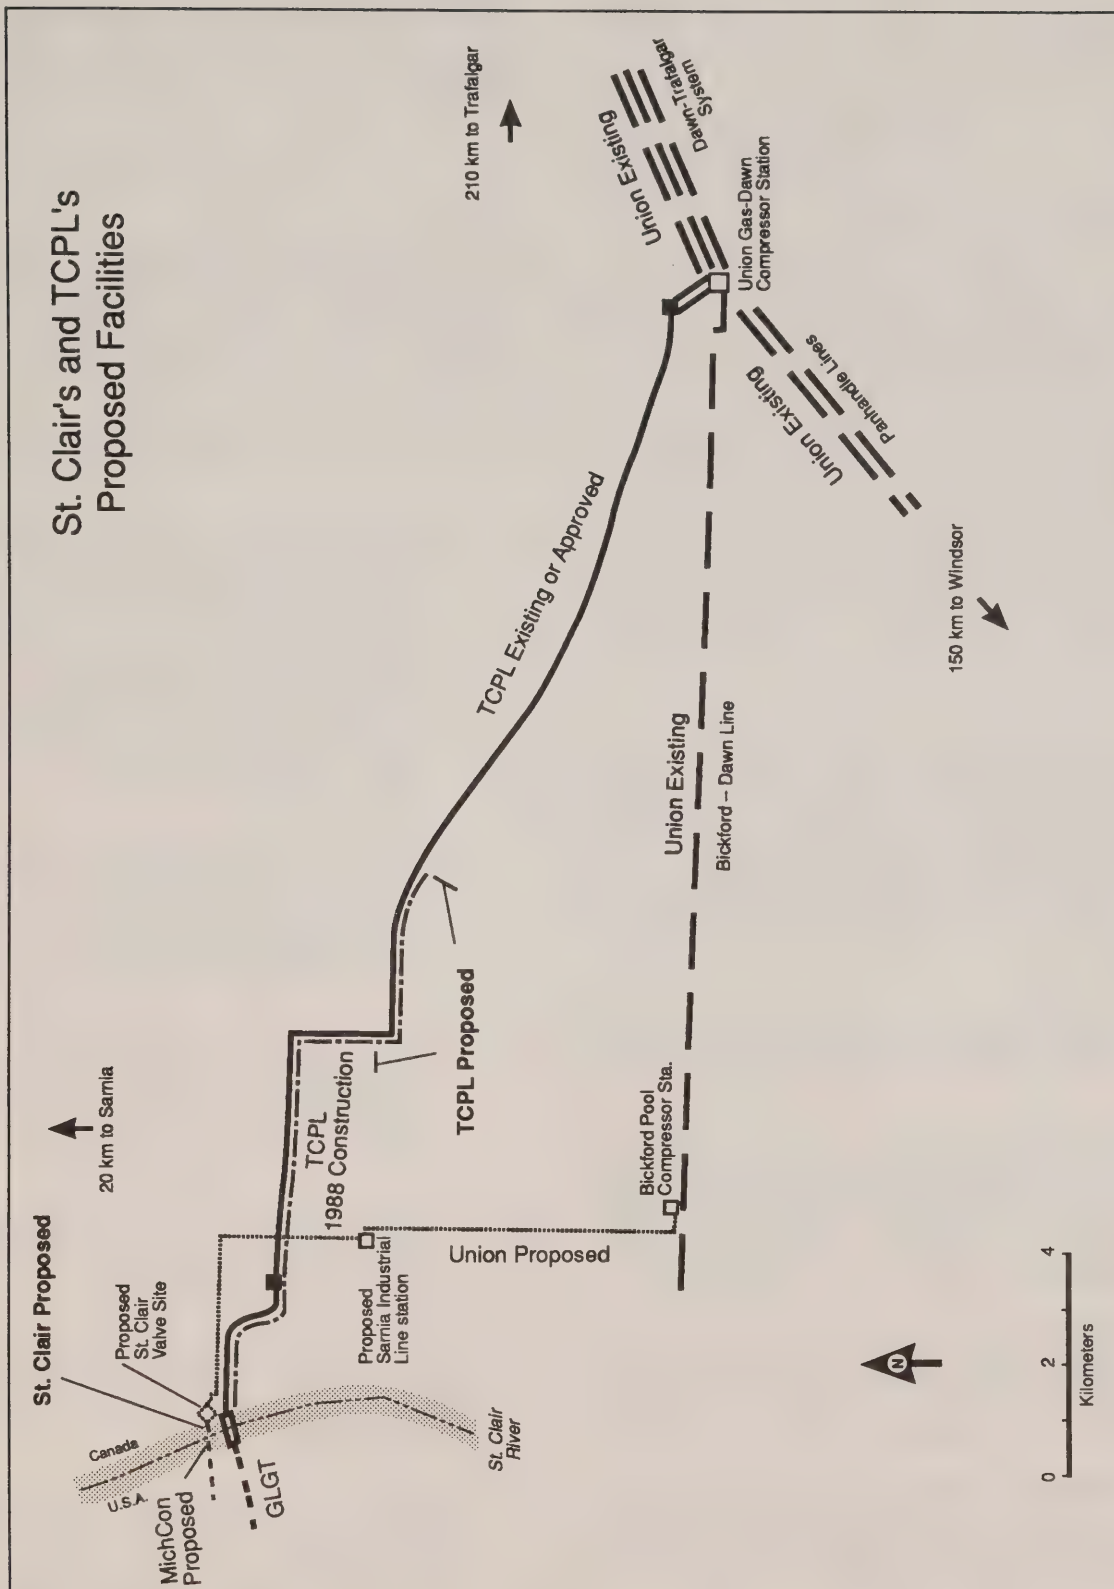 St. Clair's and TCPL's
Proposed Facilities
20 km to Sarnia
210 km to Trafalgar
St. Clair Proposed
Proposed
St. Clair
Valve Site
Canada
U.S.A.
MichCon
Proposed
GLGT
TCPL
1988 Construction
TCPL Proposed
TCPL Existing or Approved
Union Existing
Dawn-Trafalgar
System
Union Gas-Dawn
Compressor Station
Proposed
Sarnia Industrial
Line station
Union Proposed
St. Clair
River
Bickford Pool
Compressor Sta.
Union Existing
Bickford – Dawn Line
Union Existing
Panhandle Lines
150 km to Windsor
N
0 2 4
Kilometers